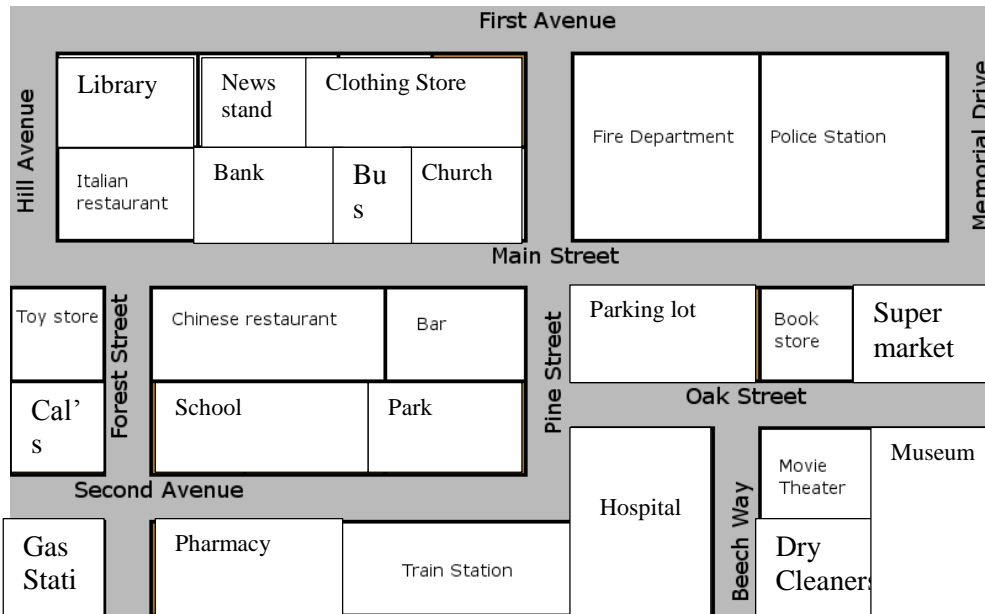 First Avenue
Hill Avenue
Library
News
stand
Clothing Store
Fire Department
Police Station
Memorial Drive
Italian
restaurant
Bank
Bu
s
Church
Main Street
Toy store
Forest Street
Chinese restaurant
Bar
Pine Street
Parking lot
Book
store
Super
market
Cal’
s
School
Park
Oak Street
Second Avenue
Hospital
Beech Way
Movie
Theater
Museum
Gas
Stati
Pharmacy
Train Station
Dry
Cleaners